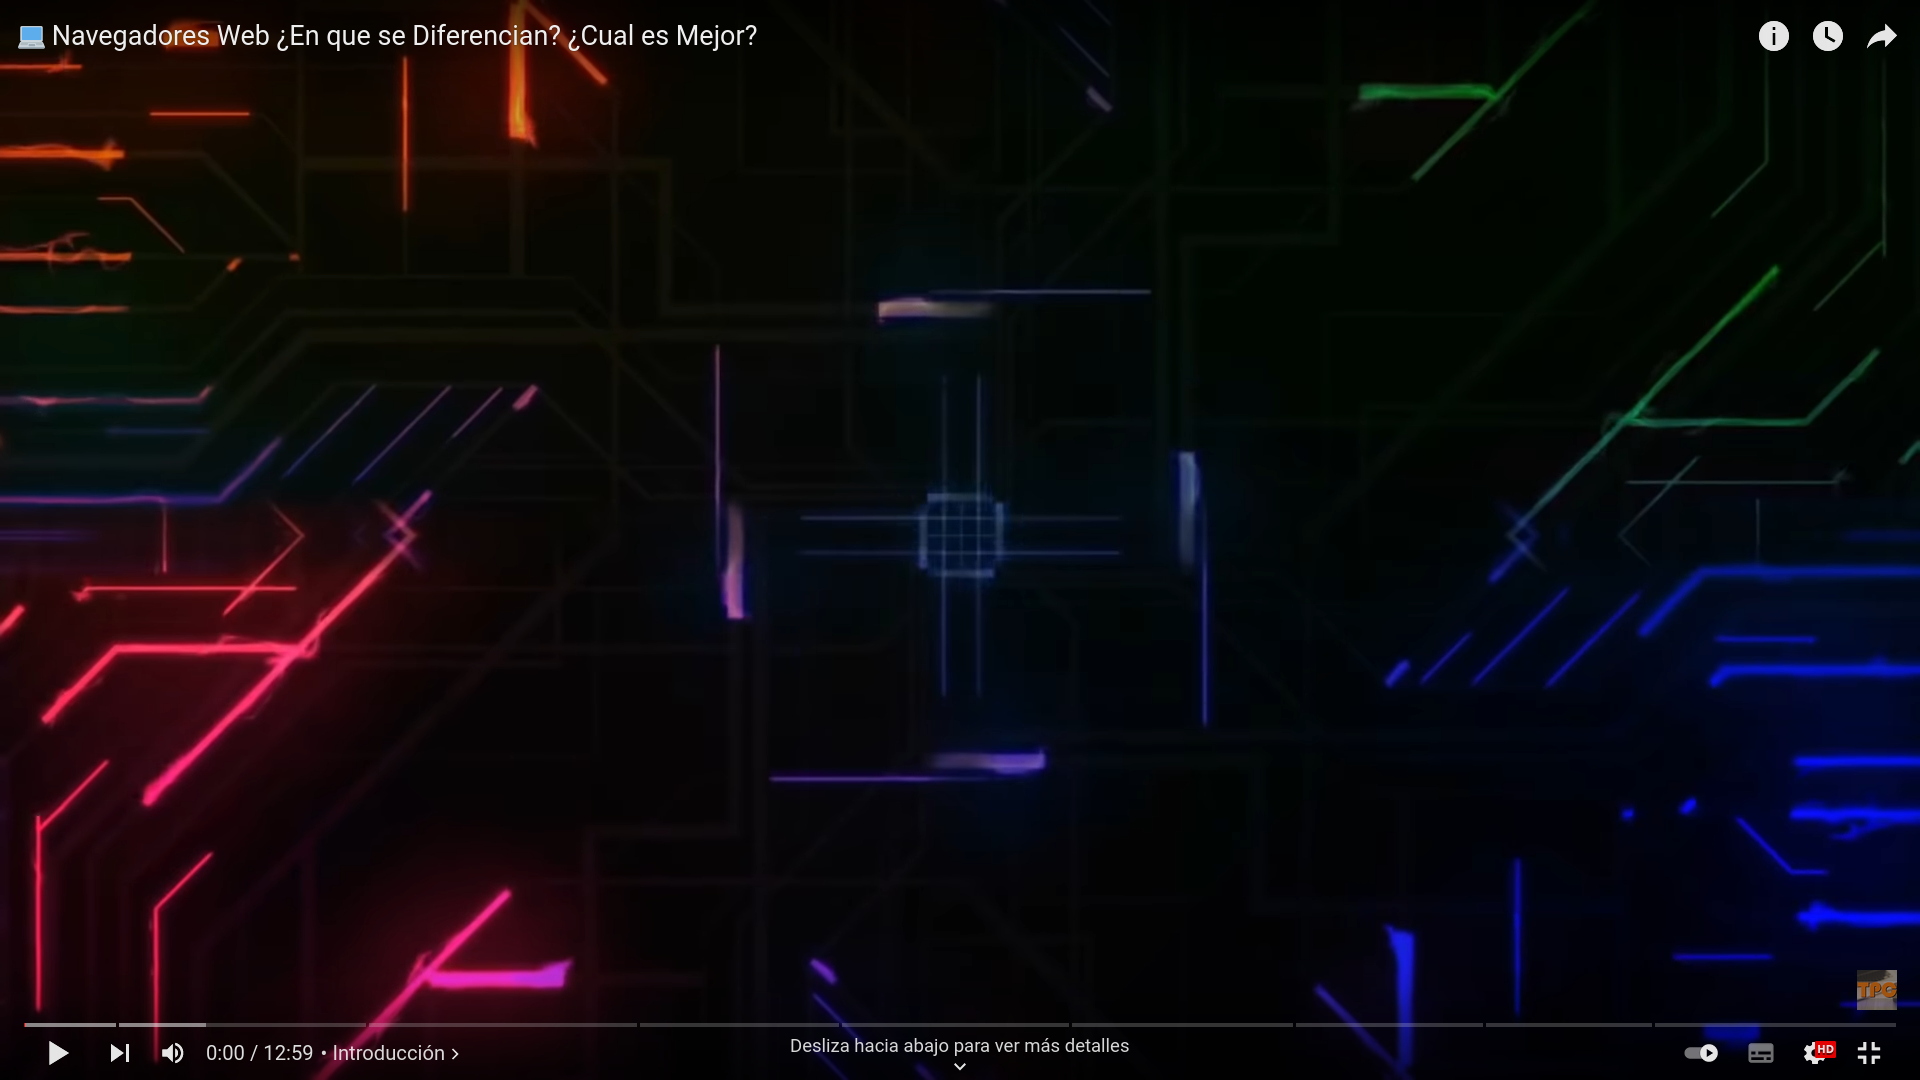 Navegadores Web ¿En que se Diferencian? ¿Cual es Mejor?
TPC
0:00 / 12:59 • Introducción
Desliza hacia abajo para ver más detalles
HD